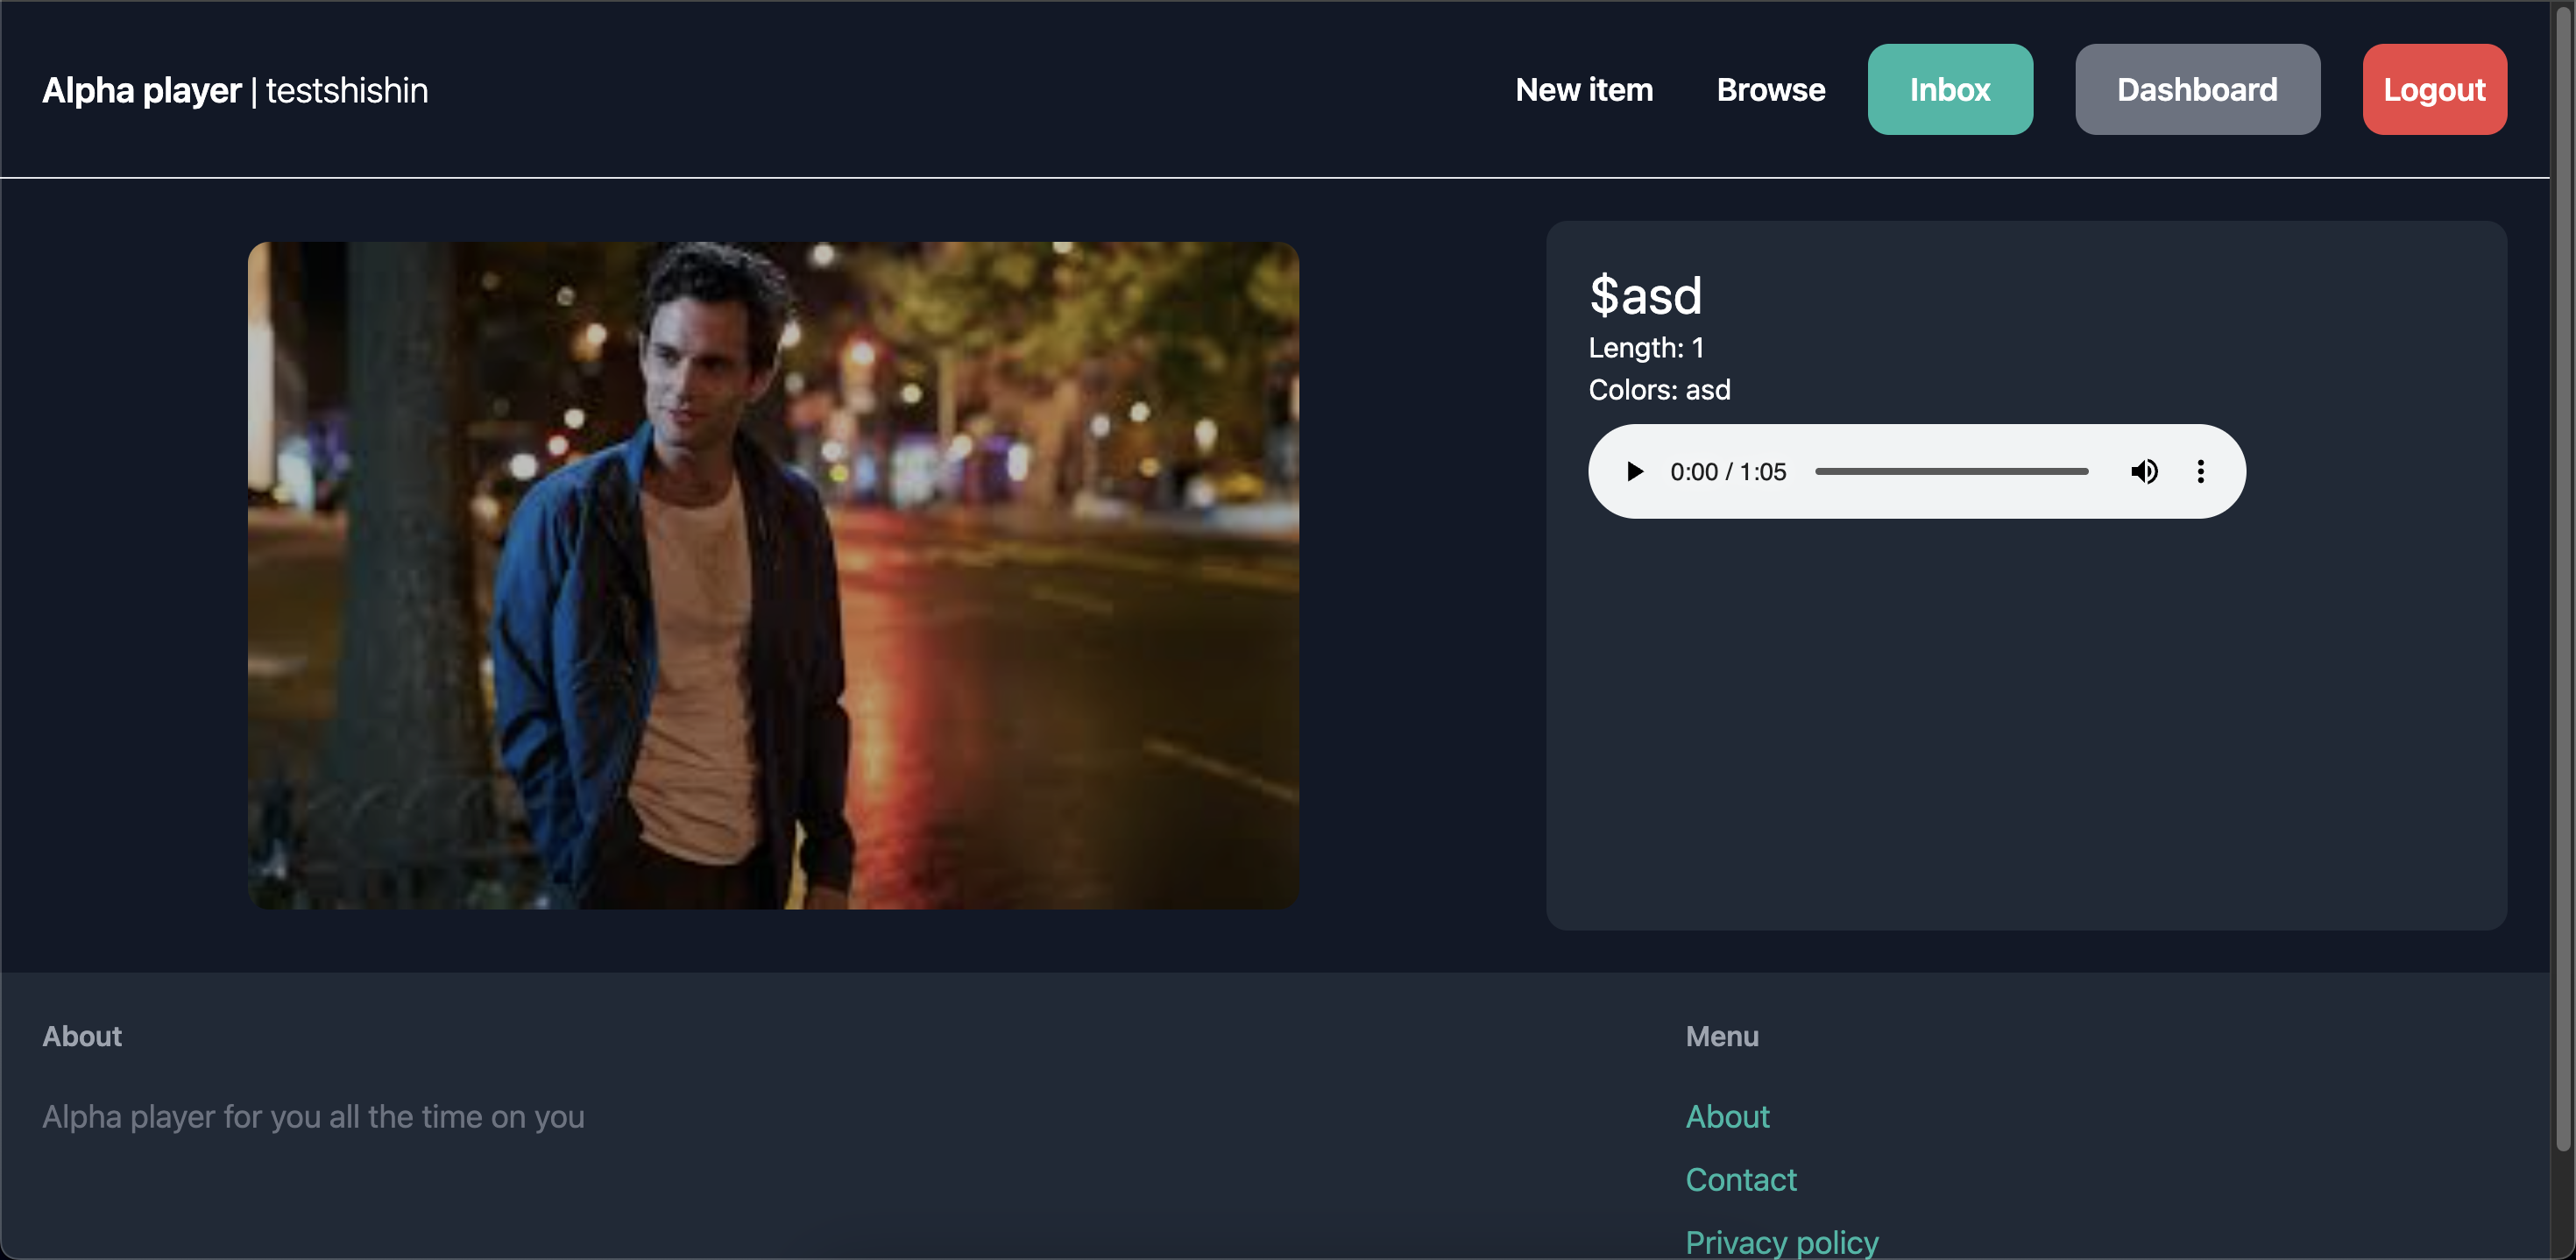 Alpha player | testshishin
New item
Browse
Inbox
Dashboard
Logout
$asd
Length: 1
Colors: asd
0:00 / 1:05
About
Alpha player for you all the time on you
Menu
About
Contact
Privacy policy